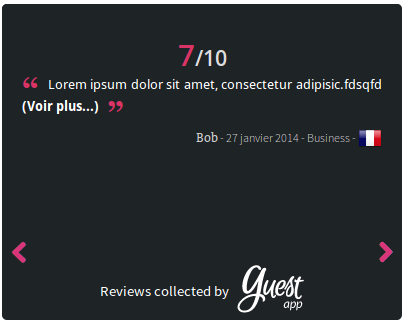 7/10
“ Lorem ipsum dolor sit amet, consectetur adipisic.fdsqfd
(Voir plus...) ”
Bob - 27 janvier 2014 - Business -
Reviews collected by Guest app